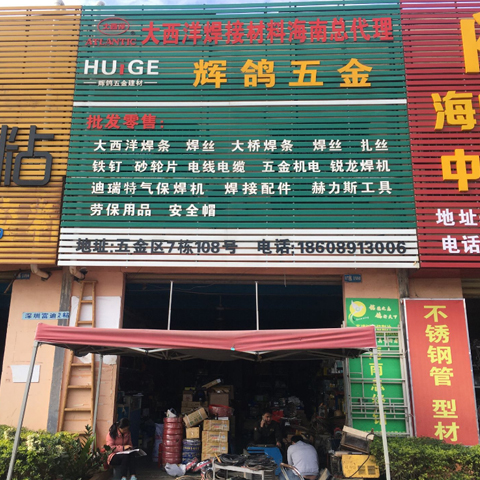 ATLANTIC
大西洋焊接材料海南总代理
HUIGE
辉鸽五金建材
辉鸽五金
批发零售:
大西洋焊条 焊丝 大桥焊条 焊丝 扎丝
铁钉 砂轮片 电线电缆 五金机电 锐龙焊机
迪瑞特气保焊机 焊接配件 赫力斯工具
劳保用品 安全帽
地址:五金区7栋108号 电话:18608913006
粘
海
中
地址
电话
不锈钢管 型材